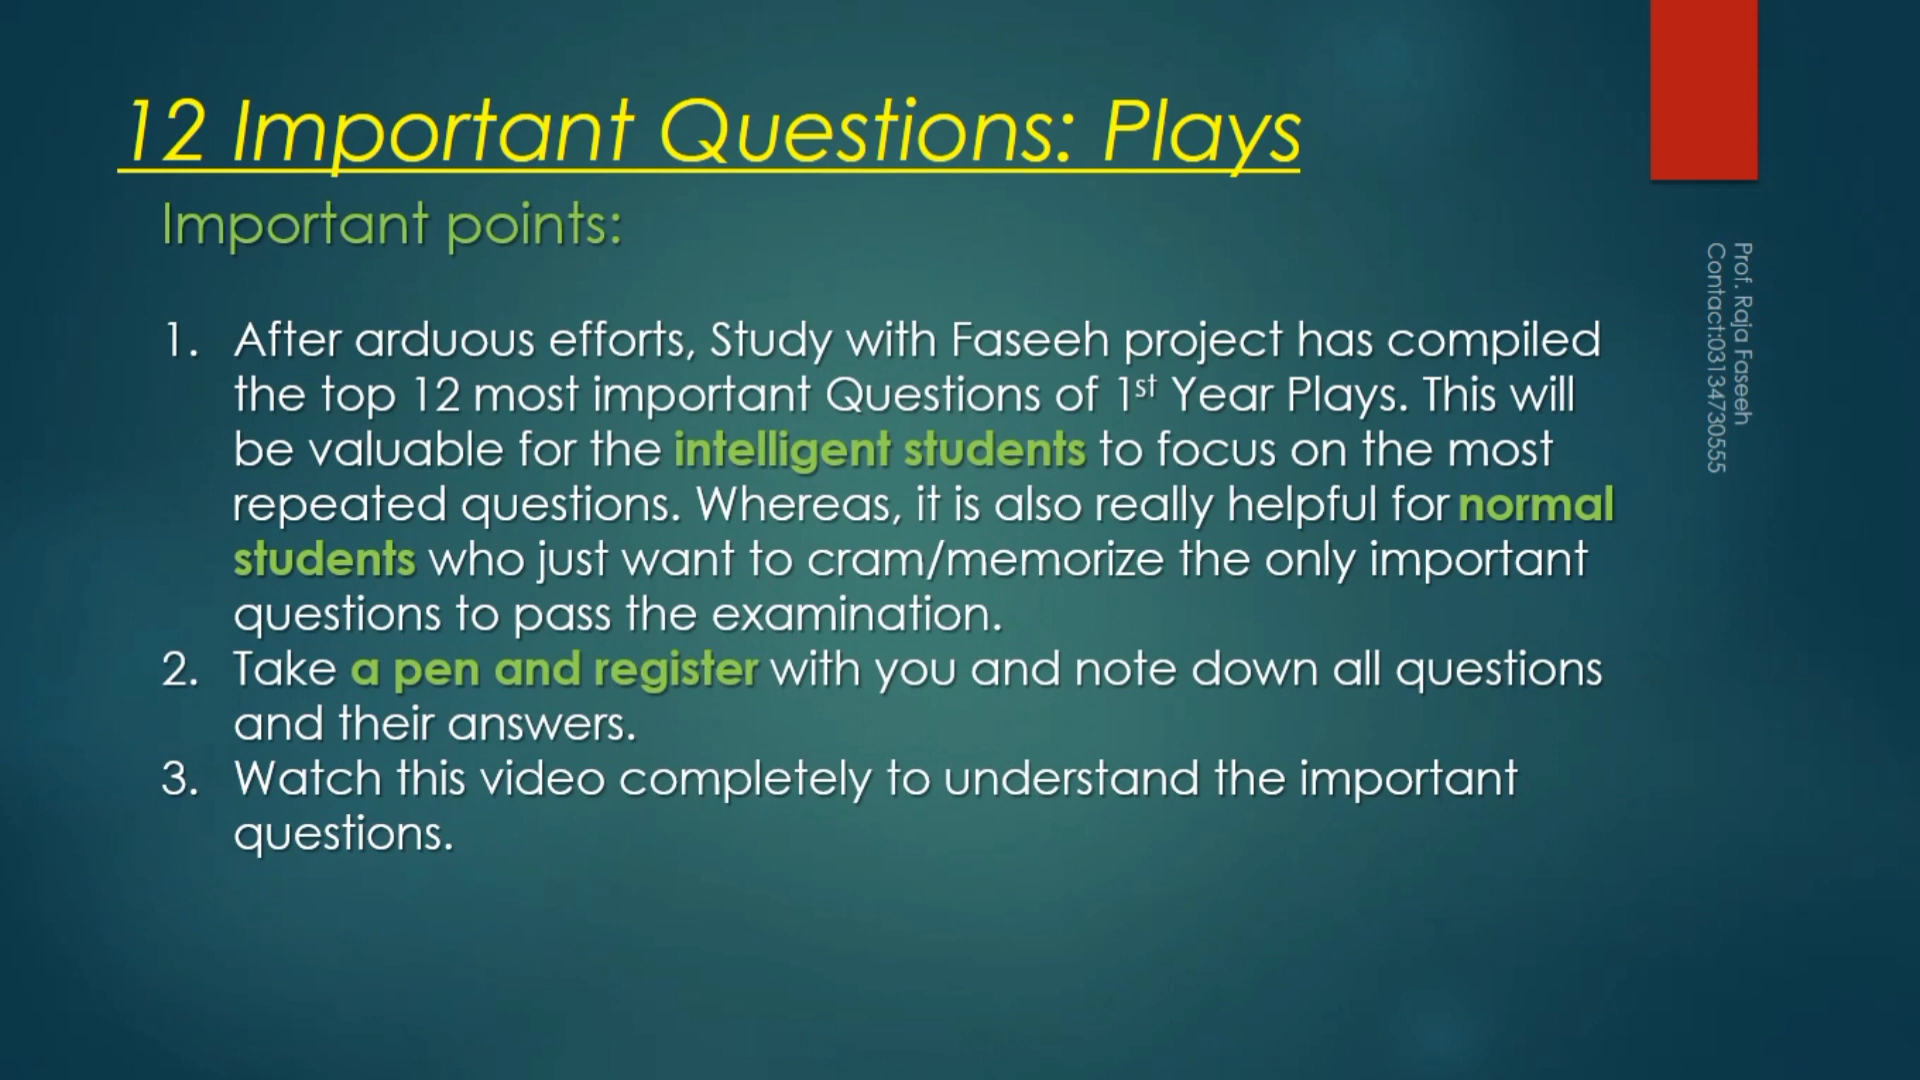 12 Important Questions: Plays
Important points:
1. After arduous efforts, Study with Faseeh project has compiled
the top 12 most important Questions of 1st Year Plays. This will
be valuable for the intelligent students to focus on the most
repeated questions. Whereas, it is also really helpful for normal
students who just want to cram/memorize the only important
questions to pass the examination.
2. Take a pen and register with you and note down all questions
and their answers.
3. Watch this video completely to understand the important
questions.
Prof. Raja Faseeh
Contact:03134730555